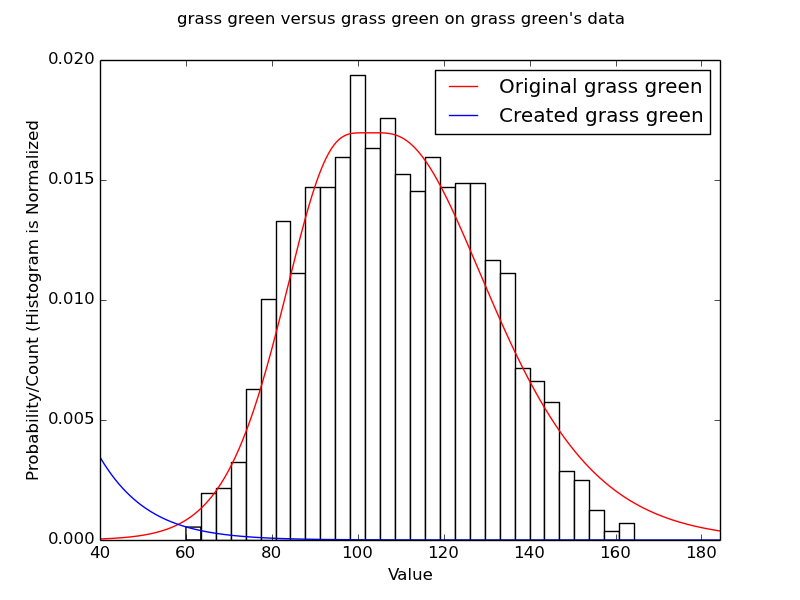 grass green versus grass green on grass green's data
0.020
0.015
0.010
0.005
0.000
Probability/Count (Histogram is Normalized
Original grass green
Created grass green
40 60 80 100 120 140 160 180
Value